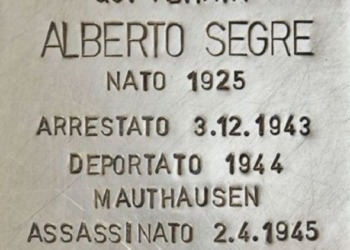 ALBERTO SEGRE
NATO 1925
ARRESTATO 3.12.1943
DEPORTATO 1944
MAUTHAUSEN
ASSASSINATO 2.4.1945